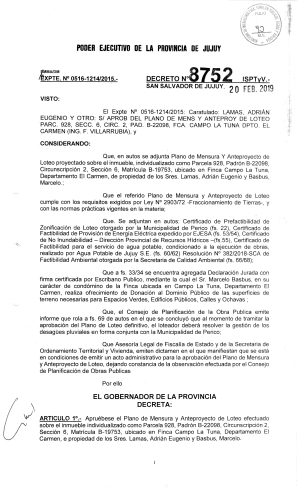 PODER EJECUTIVO DE LA PROVINCIA DE JUJUY
EXPTE. Nº 0516-1214/2015.-
DECRETO Nº 8752 ISPTyV.-
SAN SALVADOR DE JUJUY, 20 FEB. 2019
VISTO:
El Expte Nº 0516-1214/2015: Caratulado: LAMAS, ADRIÁN
EUGENIO Y OTRO: S/ APROB DEL PLANO DE MENS Y ANTEPROY DE LOTEO
PARC 928, SECC. 6, CIRC. 2, PAD. B-22098, FCA. CAMPO LA TUNA DPTO. EL
CARMEN (ING. F. VILLARRUBIA), y
CONSIDERANDO:
Que, en autos se adjunta Plano de Mensura y Anteproyecto de
Loteo proyectado sobre el inmueble, individualizado como Parcela 928, Padrón B-22098,
Circunscripción 2, Sección 6, Matrícula B-19753, ubicado en Finca Campo La Tuna,
Departamento El Carmen, de propiedad de los Sres. Lamas, Adrián Eugenio y Basbus,
Marcelo.;
Que el referido Plano de Mensura y Anteproyecto de Loteo
cumple con los requisitos exigidos por Ley Nº 2903/72 -Fraccionamiento de Tierras-, y
con las normas prácticas vigentes en la materia;
Que, Se adjuntan en autos: Certificado de Prefactibilidad de
Zonificación de Loteo otorgado por la Municipalidad de Perico (fs. 22), Certificado de
Factibilidad de Provisión de Energía Eléctrica expedido por EJESA (fs. 53/54), Certificado
de No Inundabilidad – Dirección Provincial de Recursos Hídricos –(fs.55), Certificado de
Factibilidad para el servicio de agua potable, condicionado a la ejecución de obras,
realizado por Agua Potable de Jujuy S.E. (fs. 60/62) Resolución Nº 382/2018-SCA de
Factibilidad Ambiental otorgada por la Secretaría de Calidad Ambiental (fs. 65/68);
Que a fs. 33/34 se encuentra agregada Declaración Jurada con
firma certificada por Escribano Publico, mediante la cual el Sr. Marcelo Basbus, en su
carácter de condómino de la Finca ubicada en Campo La Tuna, Departamento El
Carmen, realiza ofrecimiento de Donación al Dominio Público de las superficies de
terreno necesarias para Espacios Verdes, Edificios Públicos, Calles y Ochavas ;
Que, el Consejo de Planificación de la Obra Pública emite
informe que rola a fs. 69 de autos en el que se concluyó que al momento de tramitar la
aprobación del Plano de Loteo definitivo, el loteador deberá resolver la gestión de los
desagües pluviales en forma conjunta con la Municipalidad de Perico;
Que Asesoría Legal de Fiscalía de Estado y de la Secretaría de
Ordenamiento Territorial y Vivienda, emiten dictamen en el que manifiestan que se está
en condiciones de emitir un acto administrativo para la aprobación del Plano de Mensura
y Anteproyecto de Loteo, dejando constancia de la observación efectuada por el Consejo
de Planificación de Obras Publicas
Por ello
EL GOBERNADOR DE LA PROVINCIA
DECRETA:
ARTICULO 1º.- Apruébese el Plano de Mensura y Anteproyecto de Loteo efectuado
sobre el inmueble individualizado como Parcela 928, Padrón B-22098, Circunscripción 2,
Sección 6, Matrícula B-19753, ubicado en Finca Campo La Tuna, Departamento El
Carmen, e propiedad de los Sres. Lamas, Adrián Eugenio y Basbus, Marcelo.-
1